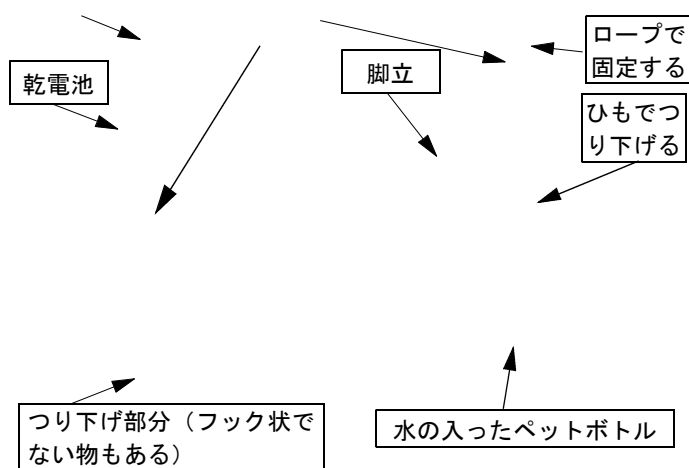 ロープで
固定する
乾電池
脚立
ひもでつ
り下げる
つり下げ部分（フック状で
ない物もある）
水の入ったペットボトル